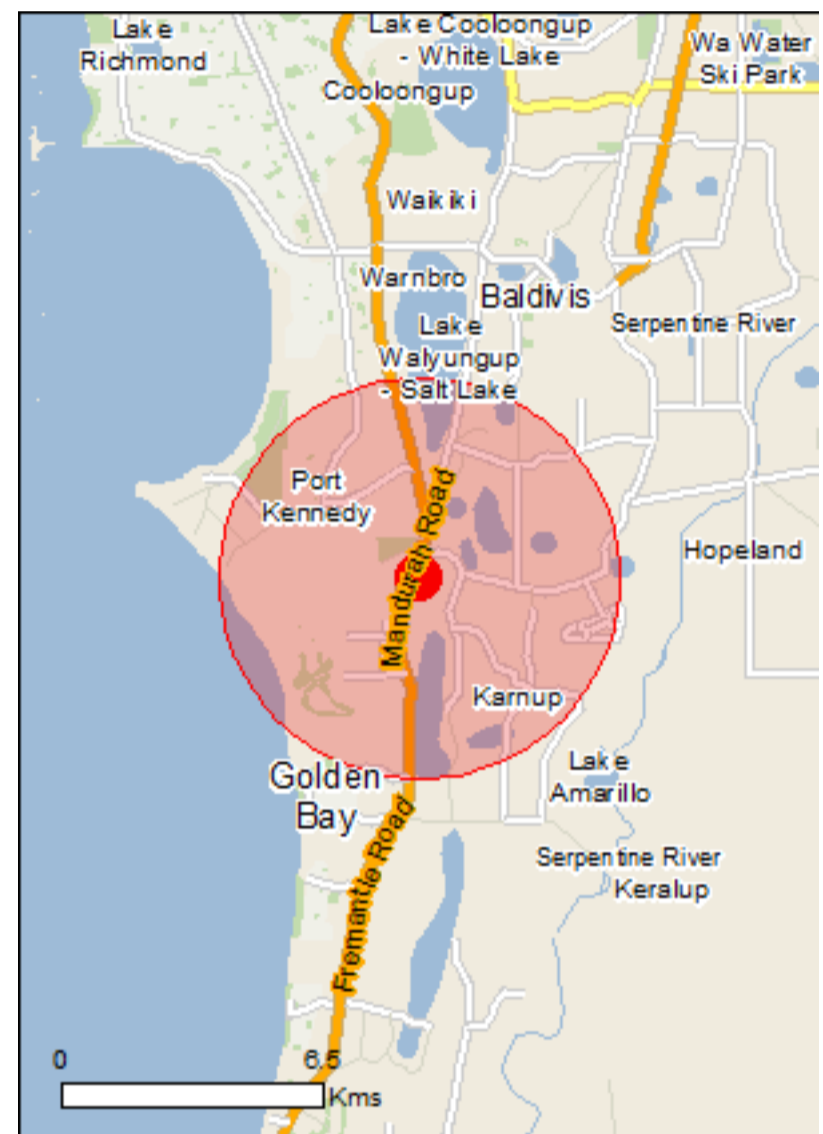 Lake
Richmond
Lake Cooloongup
- White Lake
Wa Water
Ski Park
Cooloongup
Waikiki
Warnbro
Baldivis
Serpentine River
Lake
Walyungup
- Salt Lake
Port
Kennedy
Mandurah Road
Hopeland
Karnup
Golden
Bay
Lake
Amarillo
Fremantle Road
Serpentine River
Keralup
0
6.5
Kms